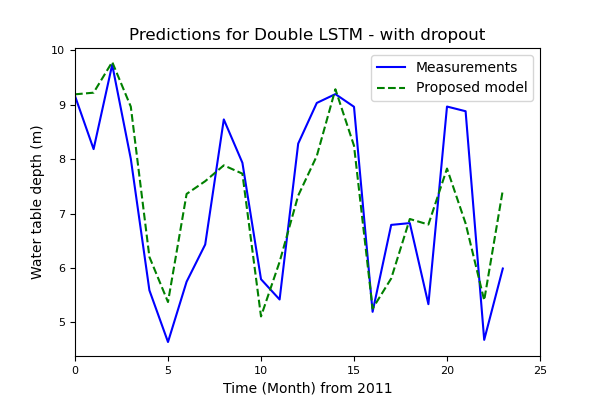 Predictions for Double LSTM - with dropout
Measurements
Proposed model
Water table depth (m)
10
9
8
7
6
5
0
5
10
15
20
25
Time (Month) from 2011